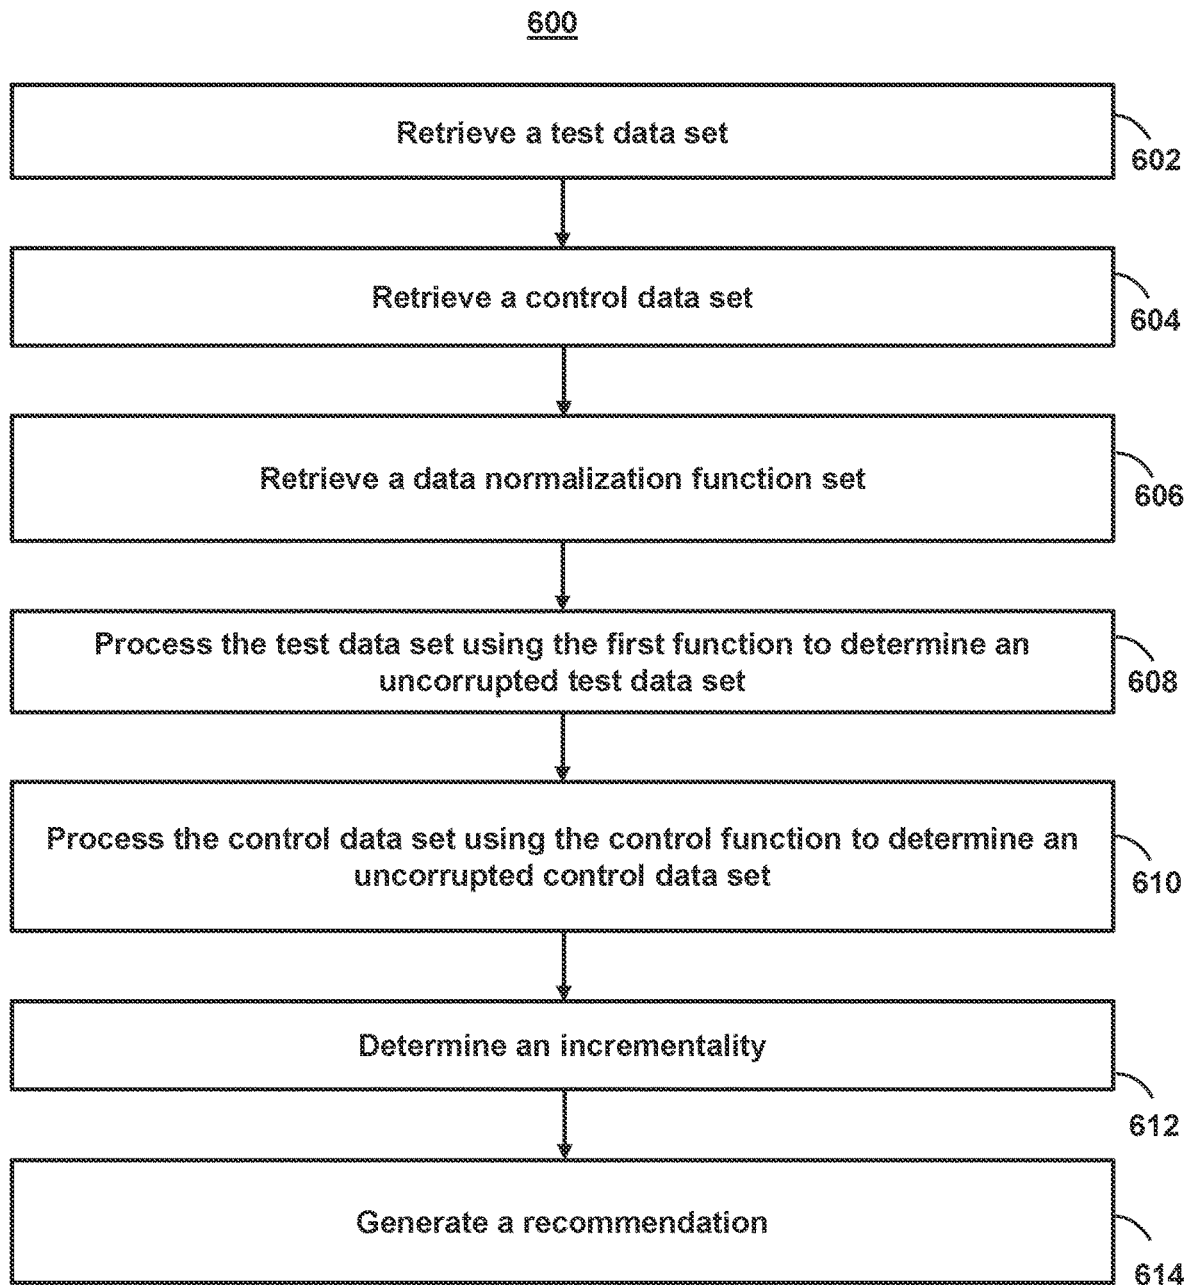 600
Retrieve a test data set
602
Retrieve a control data set
604
Retrieve a data normalization function set
606
Process the test data set using the first function to determine an
uncorrupted test data set
608
Process the control data set using the control function to determine an
uncorrupted control data set
610
Determine an incrementality
612
Generate a recommendation
614